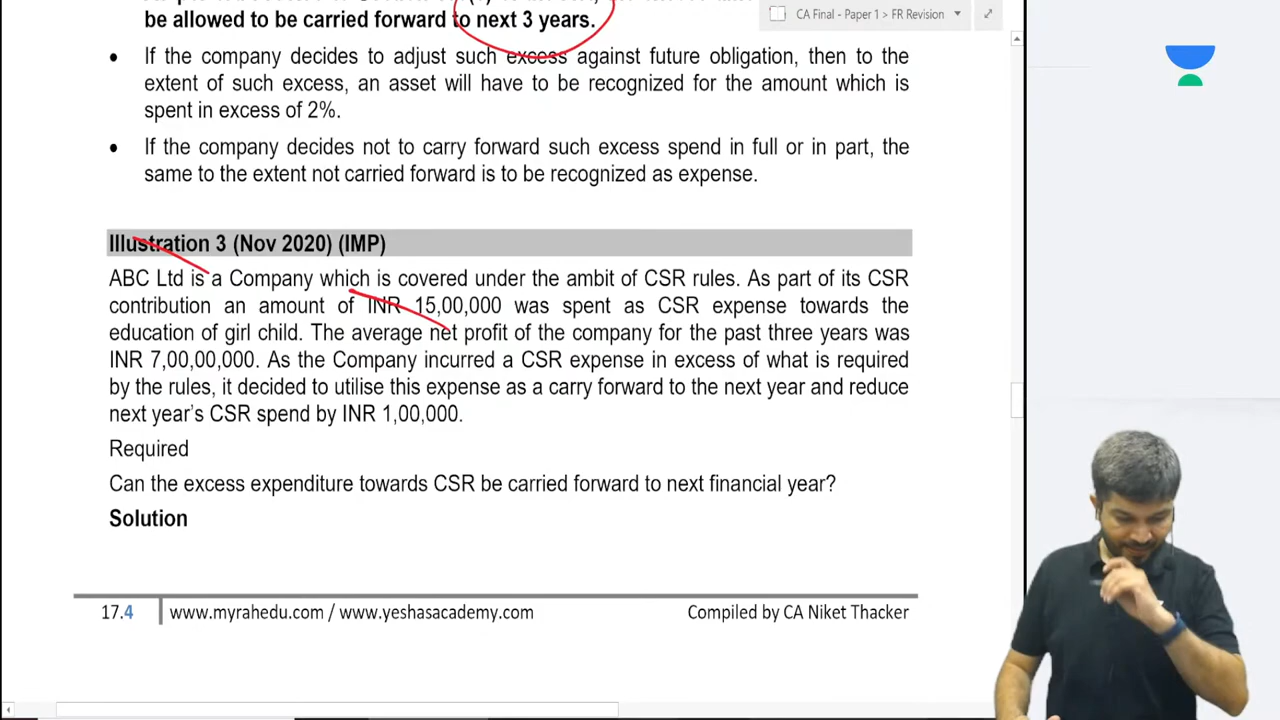 be allowed to be carried forward to next 3 years.
CA Final - Paper 1 > FR Revision
• If the company decides to adjust such excess against future obligation, then to the
extent of such excess, an asset will have to be recognized for the amount which is
spent in excess of 2%.
• If the company decides not to carry forward such excess spend in full or in part, the
same to the extent not carried forward is to be recognized as expense.
Illustration 3 (Nov 2020) (IMP)
ABC Ltd is a Company which is covered under the ambit of CSR rules. As part of its CSR
contribution an amount of INR 15,00,000 was spent as CSR expense towards the
education of girl child. The average net profit of the company for the past three years was
INR 7,00,00,000. As the Company incurred a CSR expense in excess of what is required
by the rules, it decided to utilise this expense as a carry forward to the next year and reduce
next year's CSR spend by INR 1,00,000.
Required
Can the excess expenditure towards CSR be carried forward to next financial year?
Solution
17.4 www.myrahedu.com / www.yeshasacademy.com Compiled by CA Niket Thacker